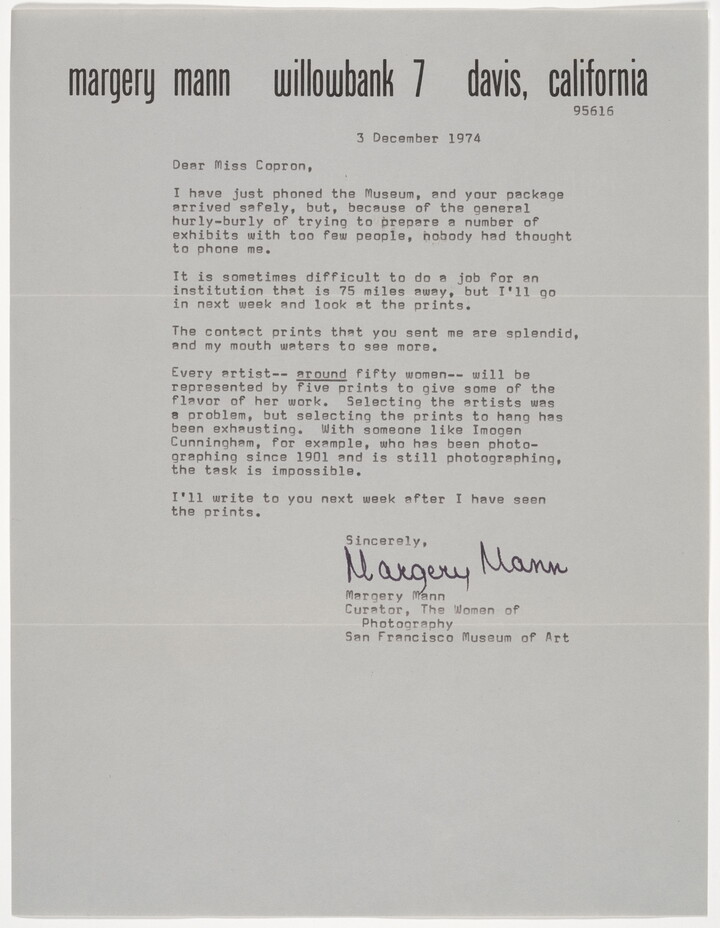 margery mann willowbank 7 davis, california
95616
3 December 1974
Dear Miss Copron,
I have just phoned the Museum, and your package
arrived safely, but, because of the general
hurly-burly of trying to prepare a number of
exhibits with too few people, nobody had thought
to phone me.
It is sometimes difficult to do a job for an
institution that is 75 miles away, but I'll go
in next week and look at the prints.
The contact prints that you sent me are splendid,
and my mouth waters to see more.
Every artist-- around fifty women-- will be
represented by five prints to give some of the
flavor of her work. Selecting the artists was
a problem, but selecting the prints to hang has
been exhausting. With someone like Imogen
Cunningham, for example, who has been photo-
graphing since 1901 and is still photographing,
the task is impossible.
I'll write to you next week after I have seen
the prints.
Sincerely,
Margery Mann
Margery Mann
Curator, The Women of
Photography
San Francisco Museum of Art